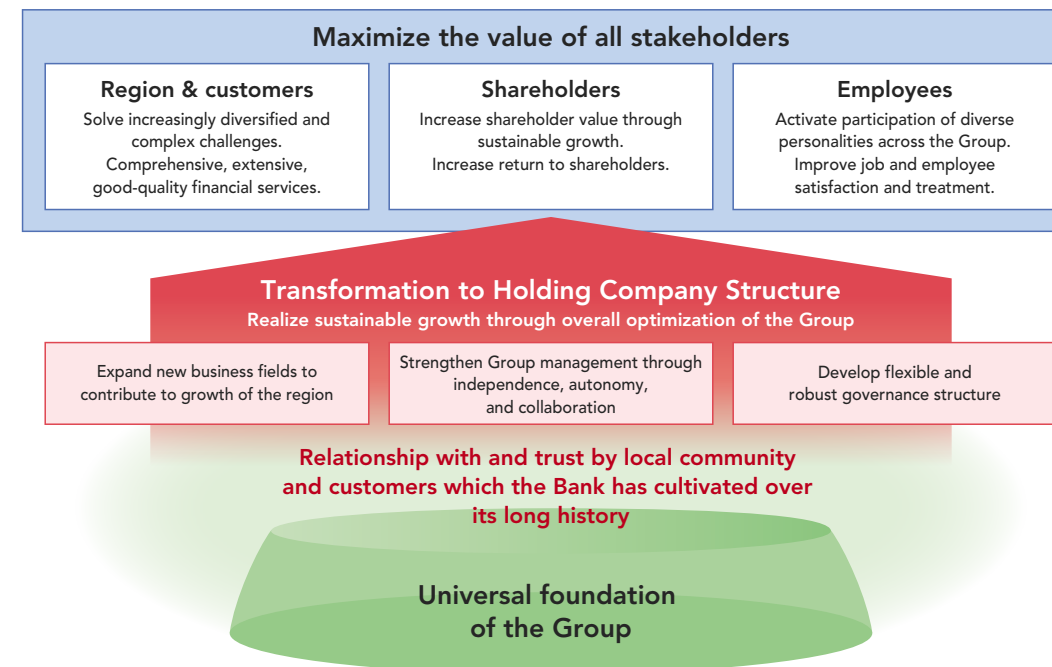 Maximize the value of all stakeholders
Region & customers
Solve increasingly diversified and
complex challenges.
Comprehensive, extensive,
good-quality financial services.
Shareholders
Increase shareholder value through
sustainable growth.
Increase return to shareholders.
Employees
Activate participation of diverse
personalities across the Group.
Improve job and employee
satisfaction and treatment.
Transformation to Holding Company Structure
Realize sustainable growth through overall optimization of the Group
Expand new business fields to
contribute to growth of the region
Strengthen Group management through
independence, autonomy,
and collaboration
Develop flexible and
robust governance structure
Relationship with and trust by local community
and customers which the Bank has cultivated over
its long history
Universal foundation
of the Group